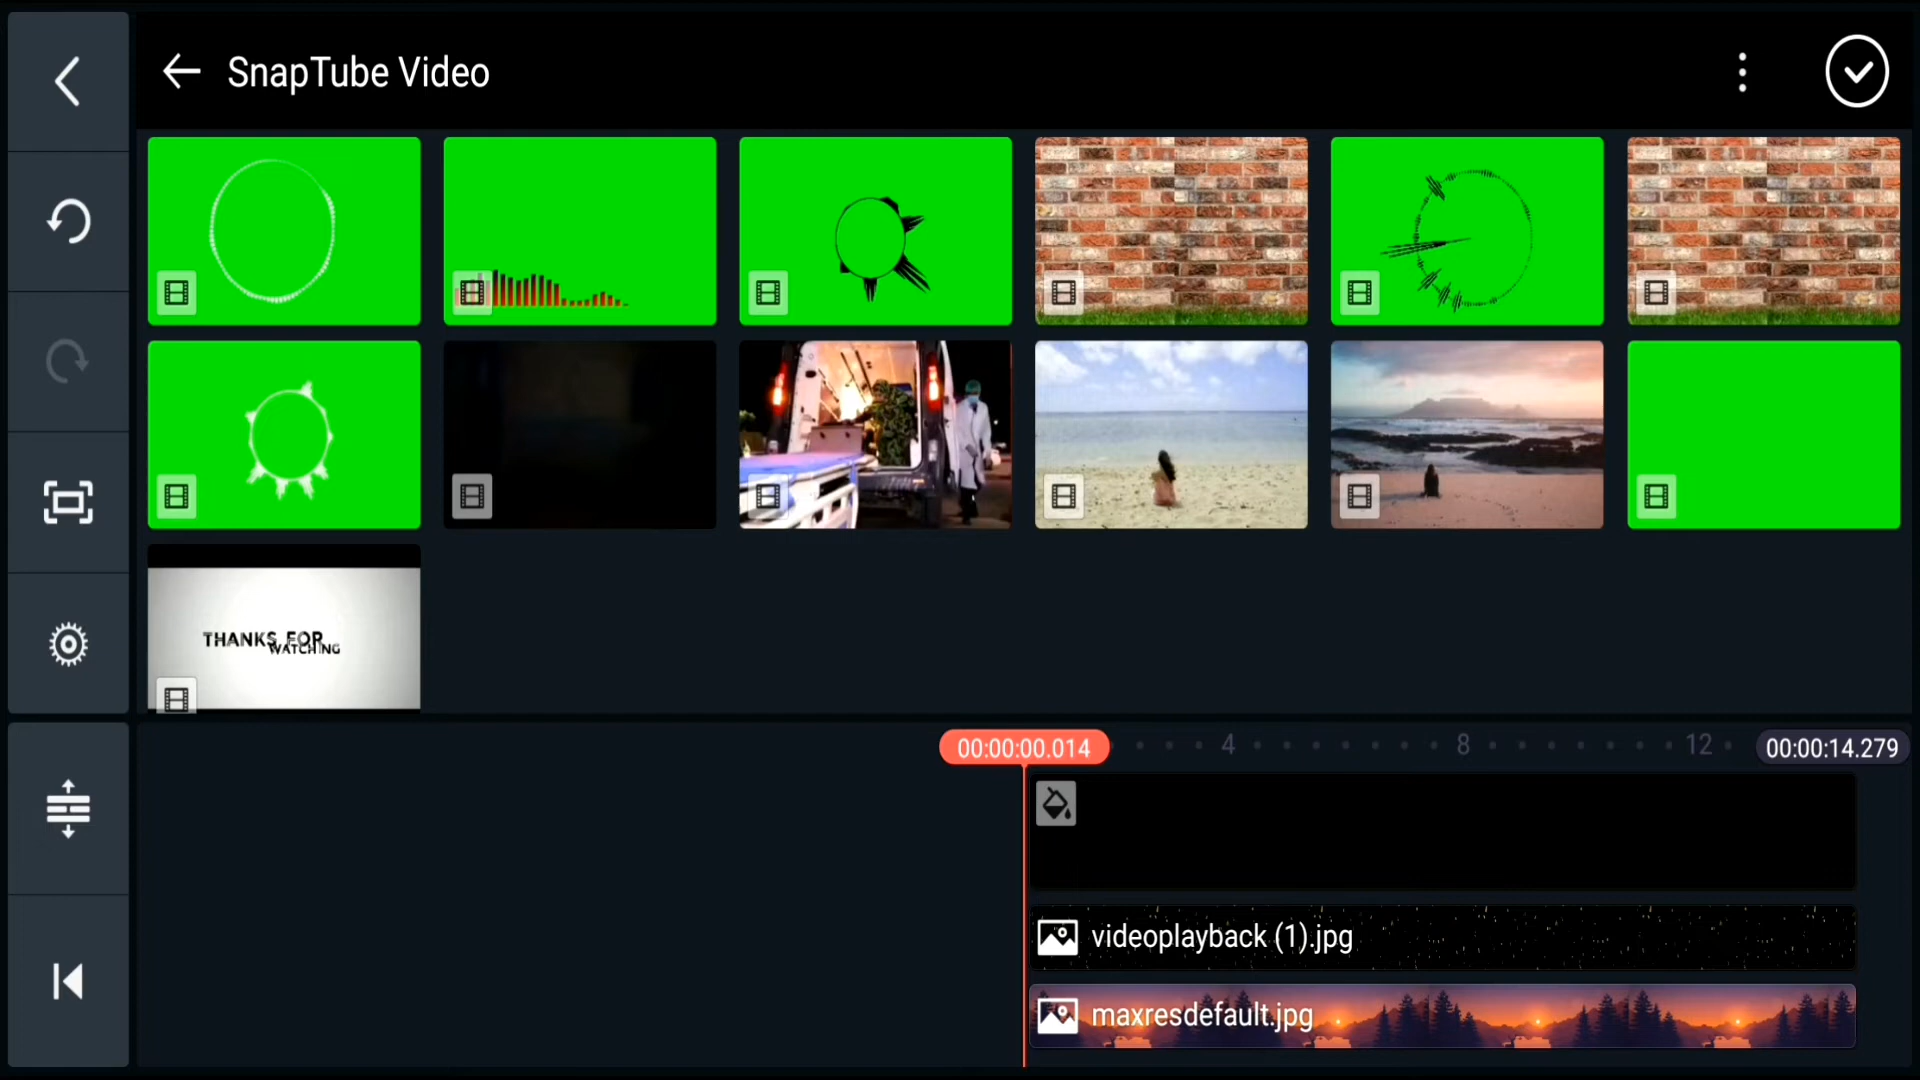 SnapTube Video
THANKS FOR
WATCHING
00:00:00.014
4
8
12
00:00:14.279
videoplayback (1).jpg
maxresdefault.jpg